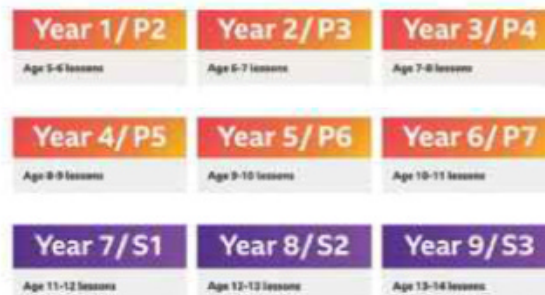 Year 1/P2
Year 2/P3
Year 3/P4
Age 5-6 lessons
Age 6-7 lessons
Age 7-8 lessons
Year 4/P5
Year 5/P6
Year 6/P7
Age 8-9 lessons
Age 9-10 lessons
Age 10-11 lessons
Year 7/S1
Year 8/S2
Year 9/S3
Age 11-12 lessons
Age 12-13 lessons
Age 13-14 lessons